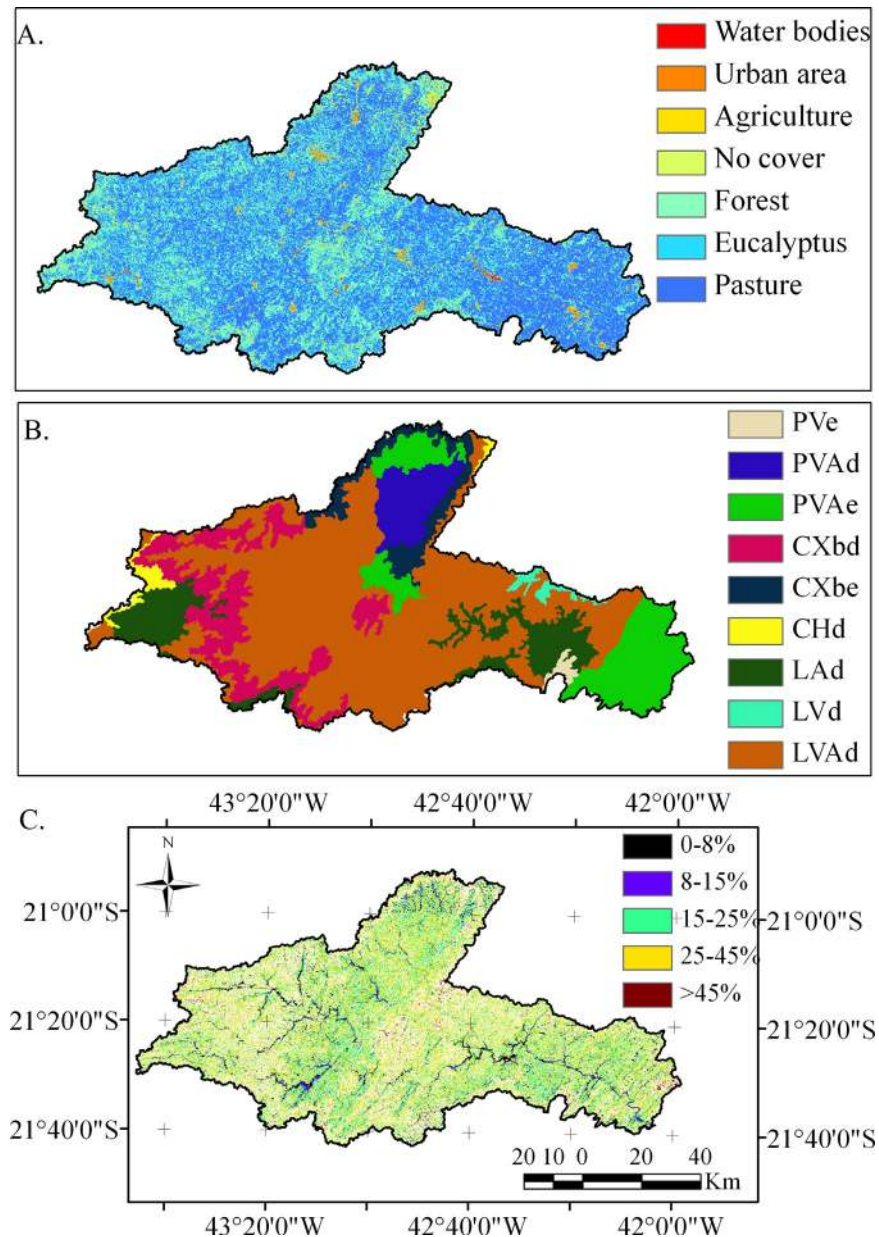 A.
Water bodies
Urban area
Agriculture
No cover
Forest
Eucalyptus
Pasture
B.
PVe
PVAd
PVAe
CXbd
CXbe
CHd
LAd
LVd
LVAd
43°20'0"W 42°40'0"W 42°0'0"W
C.
N
0-8%
8-15%
15-25%
25-45%
>45%
21°0'0"S 21°0'0"S
21°20'0"S 21°20'0"S
21°40'0"S 21°40'0"S
20 10 0 20 40
Km
43°20'0"W 42°40'0"W 42°0'0"W